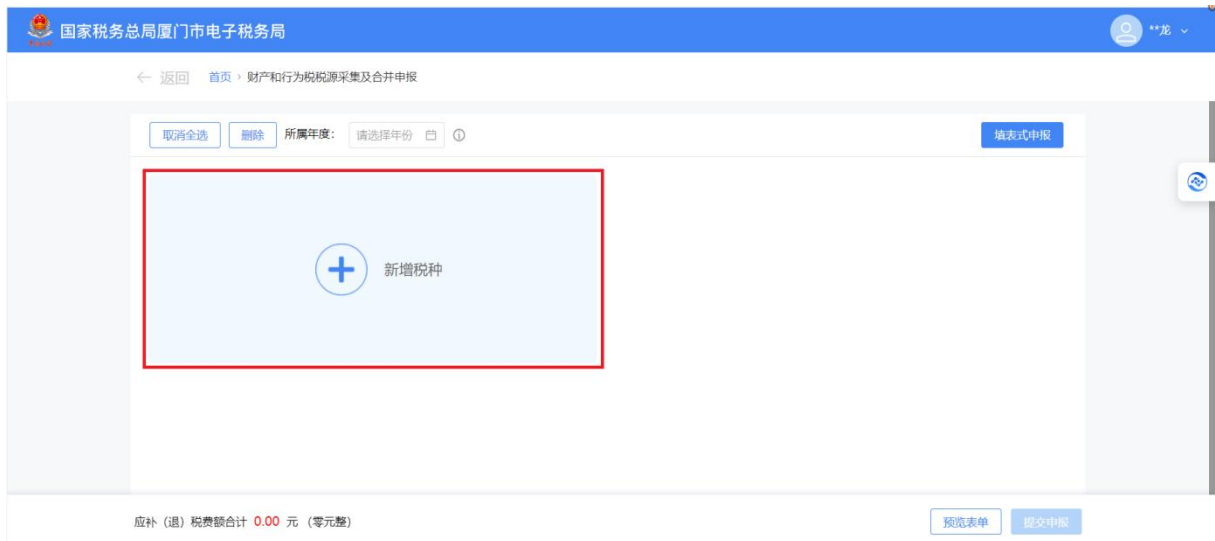 国家税务总局厦门市电子税务局 **龙
返回 首页 › 财产和行为税税源采集及合并申报
取消全选 删除 所属年度： 请选择年份 填表式申报
新增税种
应补（退）税费额合计 0.00 元 （零元整） 预览表单 提交申报